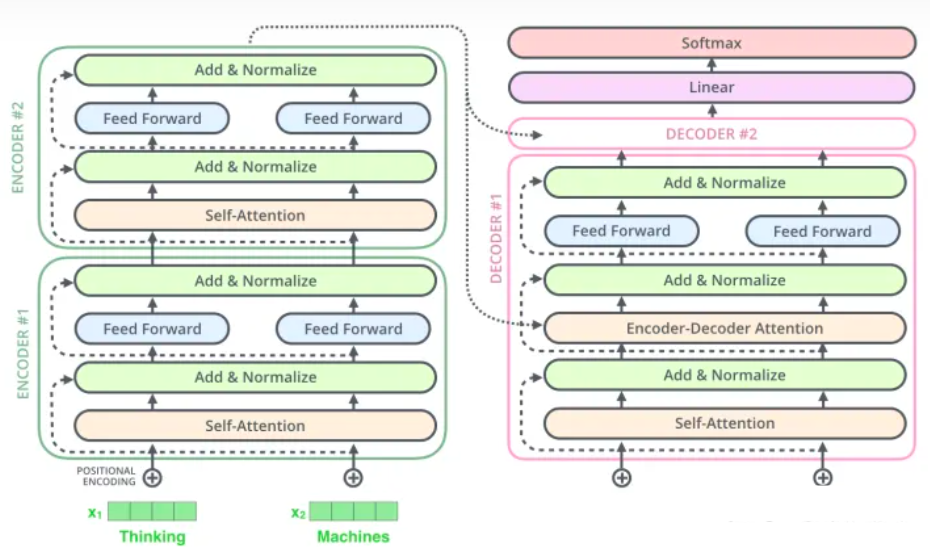 ENCODER #2
Add & Normalize
Feed Forward
Feed Forward
Add & Normalize
Self-Attention
ENCODER #1
Add & Normalize
Feed Forward
Feed Forward
Add & Normalize
Self-Attention
POSITIONAL
ENCODING
x₁
x₂
Thinking
Machines
Softmax
Linear
DECODER #2
DECODER #1
Add & Normalize
Feed Forward
Feed Forward
Add & Normalize
Encoder-Decoder Attention
Add & Normalize
Self-Attention